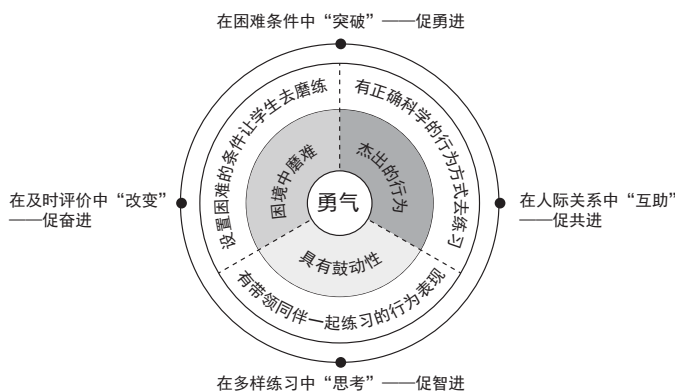 在困难条件中“突破”——促勇进
设置困难的条件让学生去磨练
有正确科学的行为方式去练习
困境中磨难
杰出的行为
在及时评价中“改变”
——促奋进
勇气
在人际关系中“互助”
——促共进
具有鼓动性
有带领同伴一起练习的行为表现
在多样练习中“思考”——促智进